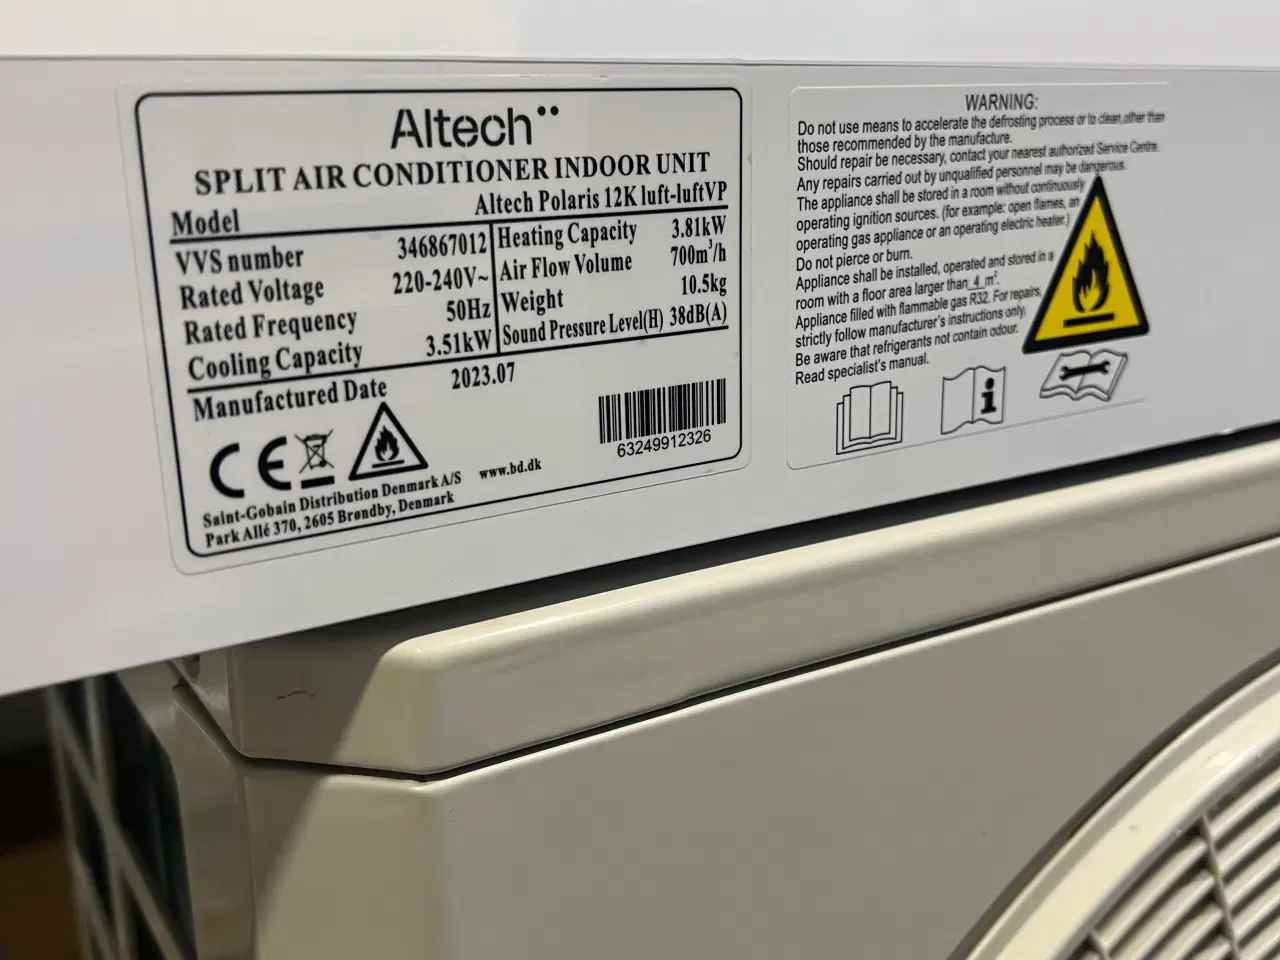 Altech
SPLIT AIR CONDITIONER INDOOR UNIT
Model Altech Polaris 12K luft-luftVP
VVS number 346867012
Rated Voltage 220-240V~
Rated Frequency 50Hz
Cooling Capacity 3.51kW
Heating Capacity 3.81kW
Air Flow Volume 700m³/h
Weight 10.5kg
Sound Pressure Level(H) 38dB(A)
Manufactured Date 2023.07
CE
63249912326
Saint-Gobain Distribution Denmark A/S www.bd.dk
Park Allé 370, 2605 Brøndby, Denmark
WARNING:
Do not use means to accelerate the defrosting process or to clean,other than
those recommended by the manufacture.
Should repair be necessary, contact your nearest authorized Service Centre.
Any repairs carried out by unqualified personnel may be dangerous.
The appliance shall be stored in a room without continuously
operating ignition sources. (for example: open flames, an
operating gas appliance or an operating electric heater.)
Do not pierce or burn.
Appliance shall be installed, operated and stored in a
room with a floor area larger than 4 m².
Appliance filled with flammable gas R32. For repairs,
strictly follow manufacturer's instructions only.
Be aware that refrigerants not contain odour.
Read specialist's manual.